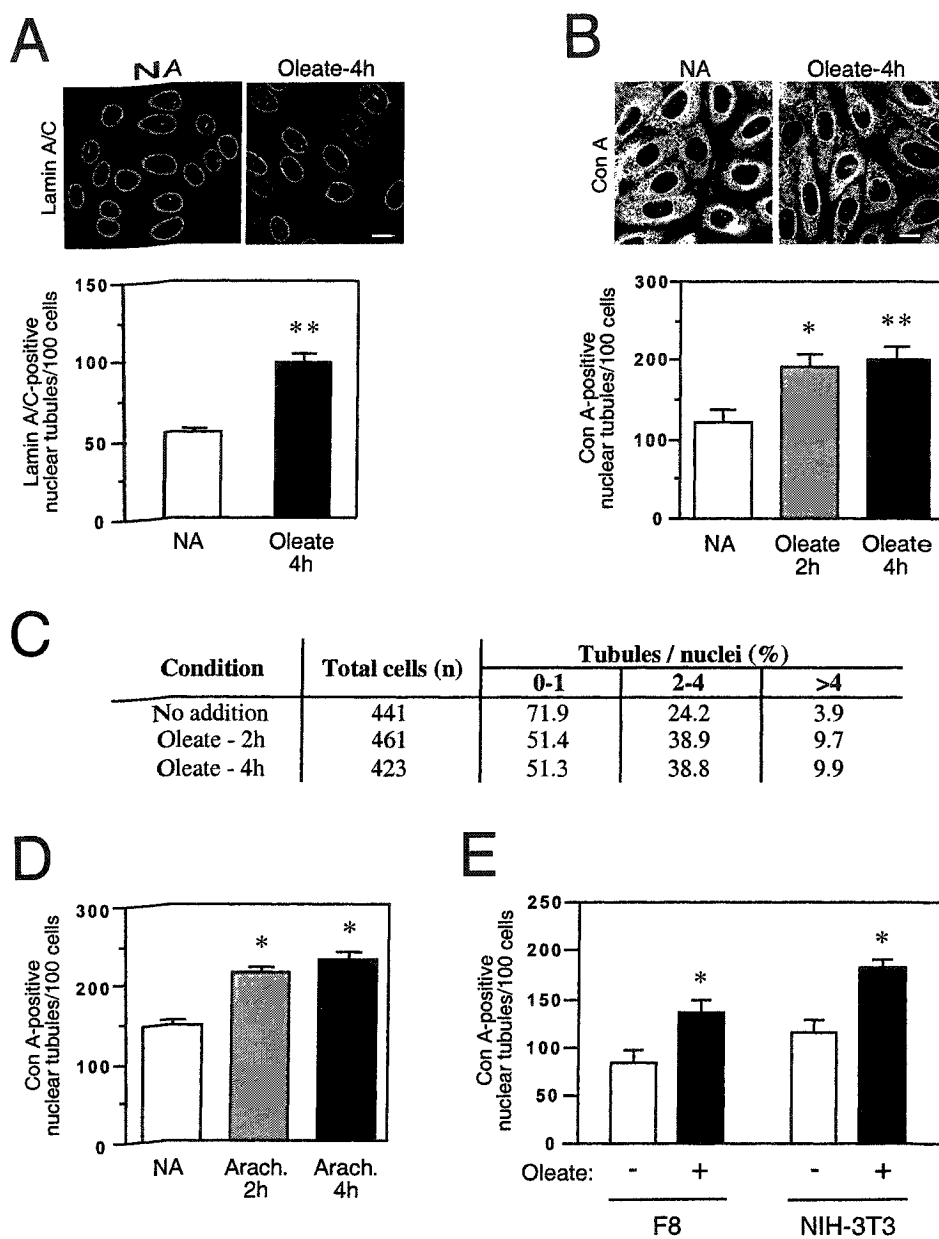 A
NA
Oleate-4h
Lamin A/C
Lamin A/C-positive
nuclear tubules/100 cells
150
100
50
0
**
NA
Oleate
4h
B
NA
Oleate-4h
Con A
Con A-positive
nuclear tubules/100 cells
300
200
100
0
*
**
NA
Oleate
2h
Oleate
4h
C
Condition
Total cells (n)
Tubules / nuclei (%)
0-1
2-4
>4
No addition 441 71.9 24.2 3.9
Oleate - 2h 461 51.4 38.9 9.7
Oleate - 4h 423 51.3 38.8 9.9
D
Con A-positive
nuclear tubules/100 cells
300
200
100
0
*
*
NA
Arach.
2h
Arach.
4h
E
Con A-positive
nuclear tubules/100 cells
250
200
150
100
50
0
*
*
Oleate: - + - +
F8
NIH-3T3